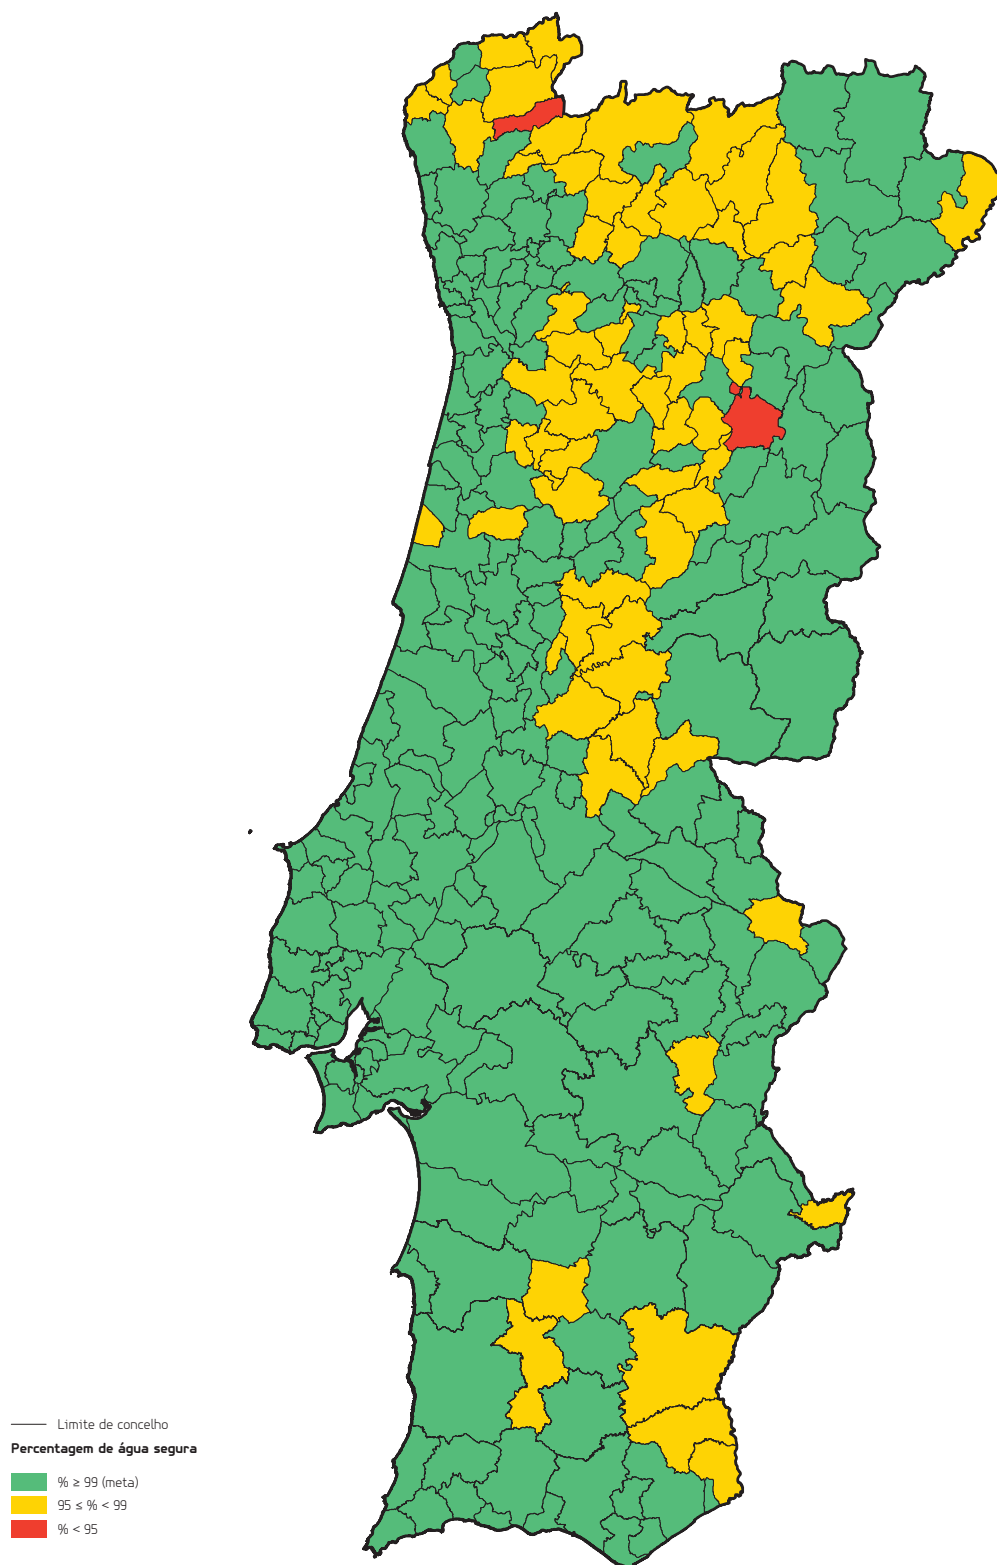 Limite de concelho
Percentagem de água segura
% ≥ 99 (meta)
95 ≤ % < 99
% < 95